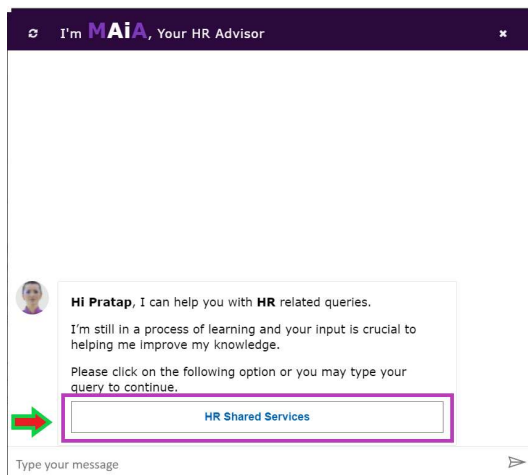 I'm MAiA, Your HR Advisor
Hi Pratap, I can help you with HR related queries.
I'm still in a process of learning and your input is crucial to
helping me improve my knowledge.
Please click on the following option or you may type your
query to continue.
HR Shared Services
Type your message